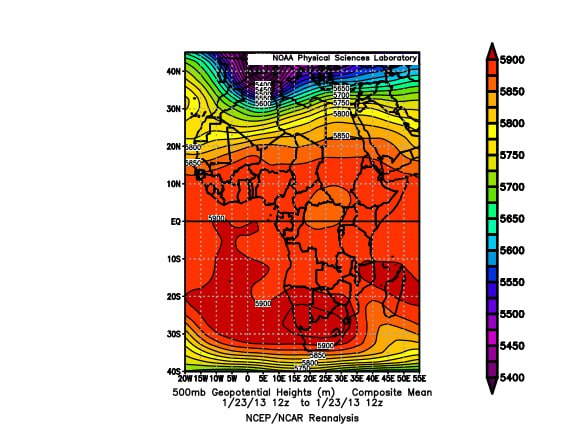 NOAA Physical Sciences Laboratory
5900
5850
5800
5750
5700
5650
5600
5550
5500
5450
5400
40N
30N
20N
10N
EQ
10S
20S
30S
40S
5400
5450
5600
5650
5700
5750
5800
5850
5800
5850
5900
5900
5900
5850
5800
20W 15W 10W 5W 0 5E 10E 15E 20E 25E 30E 35E 40E 45E 50E 55E
500mb Geopotential Heights (m) Composite Mean
1/23/13 12z to 1/23/13 12z
NCEP/NCAR Reanalysis